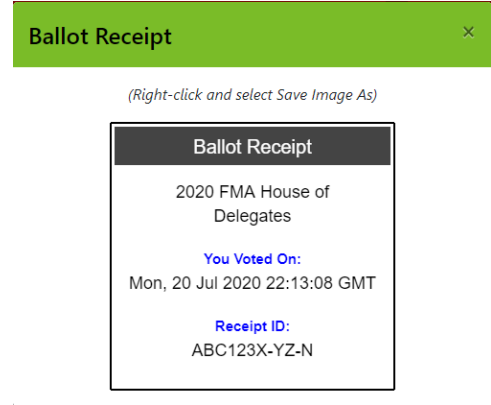 Ballot Receipt
×
(Right-click and select Save Image As)
Ballot Receipt
2020 FMA House of
Delegates
You Voted On:
Mon, 20 Jul 2020 22:13:08 GMT
Receipt ID:
ABC123X-YZ-N